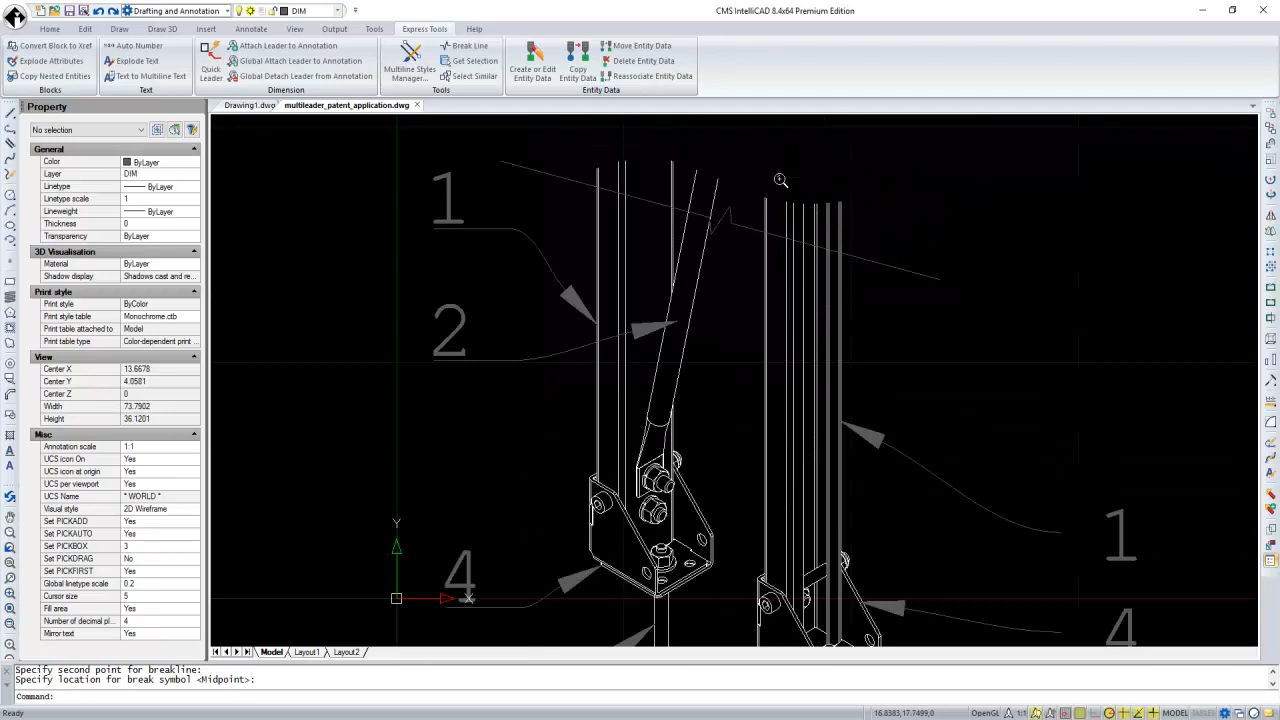 Drafting and Annotation
DIM
CMS IntelliCAD 8.4x64 Premium Edition
Home Edit Draw Draw 3D Insert Annotate View Output Tools Express Tools Help
Convert Block to Xref
Explode Attributes
Copy Nested Entities
Blocks
Auto Number
Explode Text
Text to Multiline Text
Text
Quick
Leader
Attach Leader to Annotation
Global Attach Leader to Annotation
Global Detach Leader from Annotation
Dimension
Multiline Styles
Manager...
Break Line
Get Selection
Select Similar
Tools
Create or Edit
Entity Data
Copy
Entity Data
Move Entity Data
Delete Entity Data
Reassociate Entity Data
Entity Data
Property
No selection
General
Color ByLayer
Layer DIM
Linetype ByLayer
Linetype scale 1
Lineweight ByLayer
Thickness 0
Transparency ByLayer
3D Visualisation
Material ByLayer
Shadow display Shadows cast and re...
Print style
Print style ByColor
Print style table Monochrome.ctb
Print table attached to Model
Print table type Color-dependent print ...
View
Center X 13.6678
Center Y 4.0581
Center Z 0
Width 73.7902
Height 36.1201
Misc
Annotation scale 1:1
UCS icon On Yes
UCS icon at origin Yes
UCS per viewport Yes
UCS Name * WORLD *
Visual style 2D Wireframe
Set PICKADD Yes
Set PICKAUTO Yes
Set PICKBOX 3
Set PICKDRAG No
Set PICKFIRST Yes
Global linetype scale 0.2
Cursor size 5
Fill area Yes
Number of decimal pl... 4
Mirror text Yes
Drawing1.dwg multileader_patent_application.dwg
1
2
4
1
4
Y
X
Model Layout1 Layout2
Specify second point for breakline:
Specify location for break symbol <Midpoint>:
Command:
Ready
16.8383,17.7499,0 OpenGL 1:1 MODEL TABLET